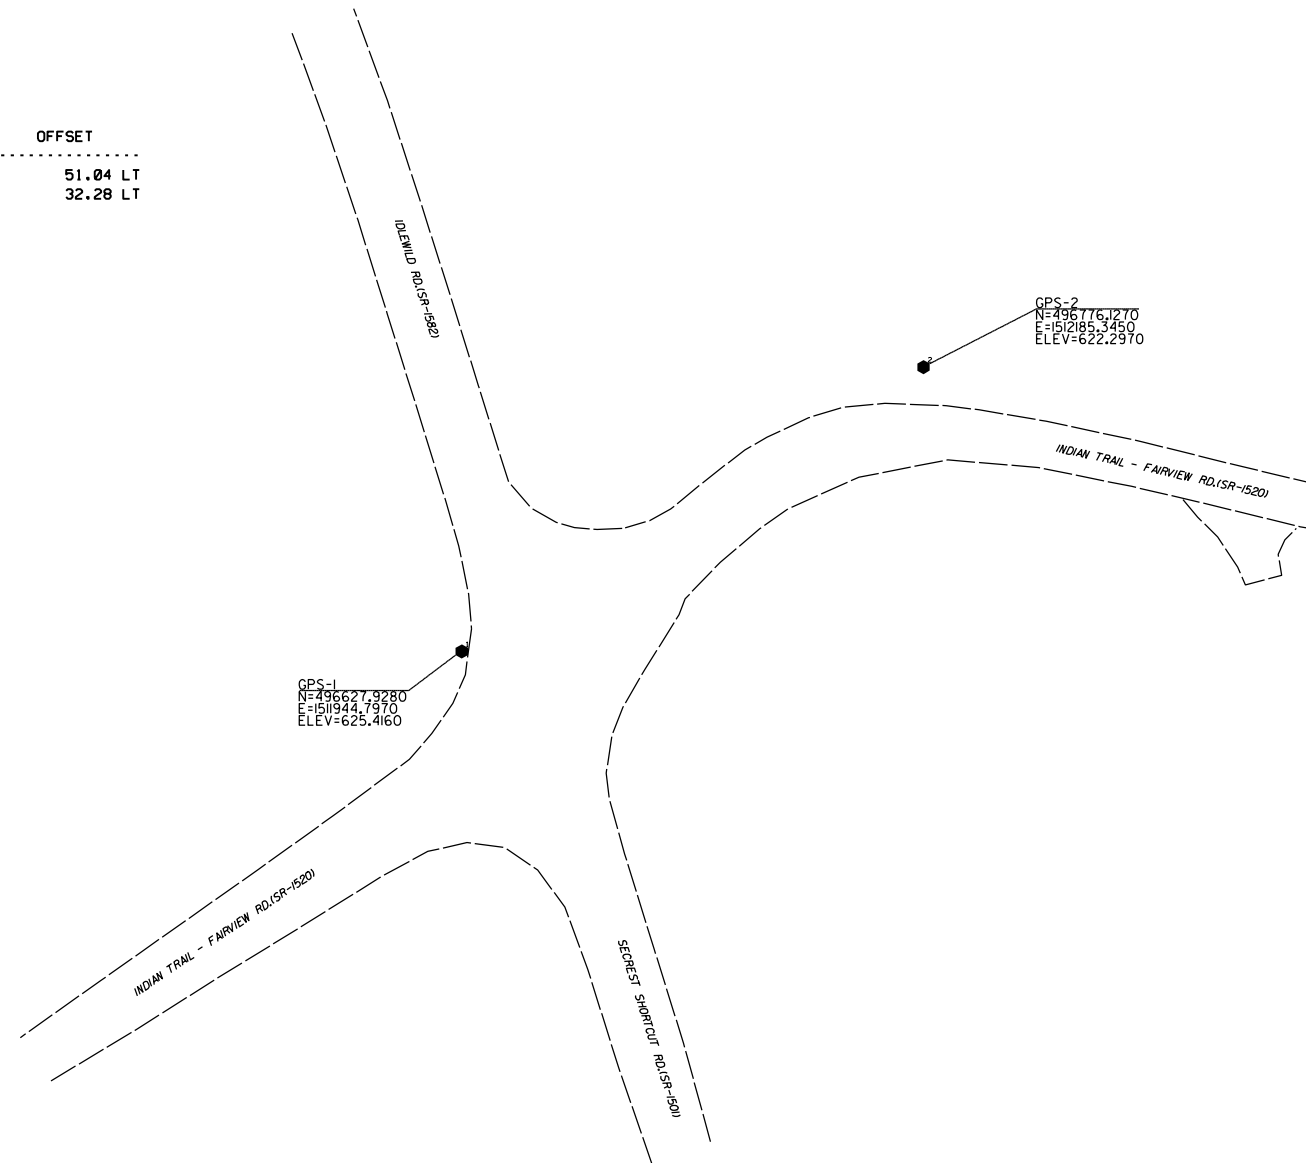 OFFSET
51.04 LT
32.28 LT
IDLEWILD RD.(SR-1582)
GPS-2
N=496776.1270
E=1512185.3450
ELEV=622.2970
2
INDIAN TRAIL - FAIRVIEW RD.(SR-1520)
1
GPS-1
N=496627.9280
E=1511944.7970
ELEV=625.4160
INDIAN TRAIL - FAIRVIEW RD.(SR-1520)
SECREST SHORTCUT RD.(SR-1501)